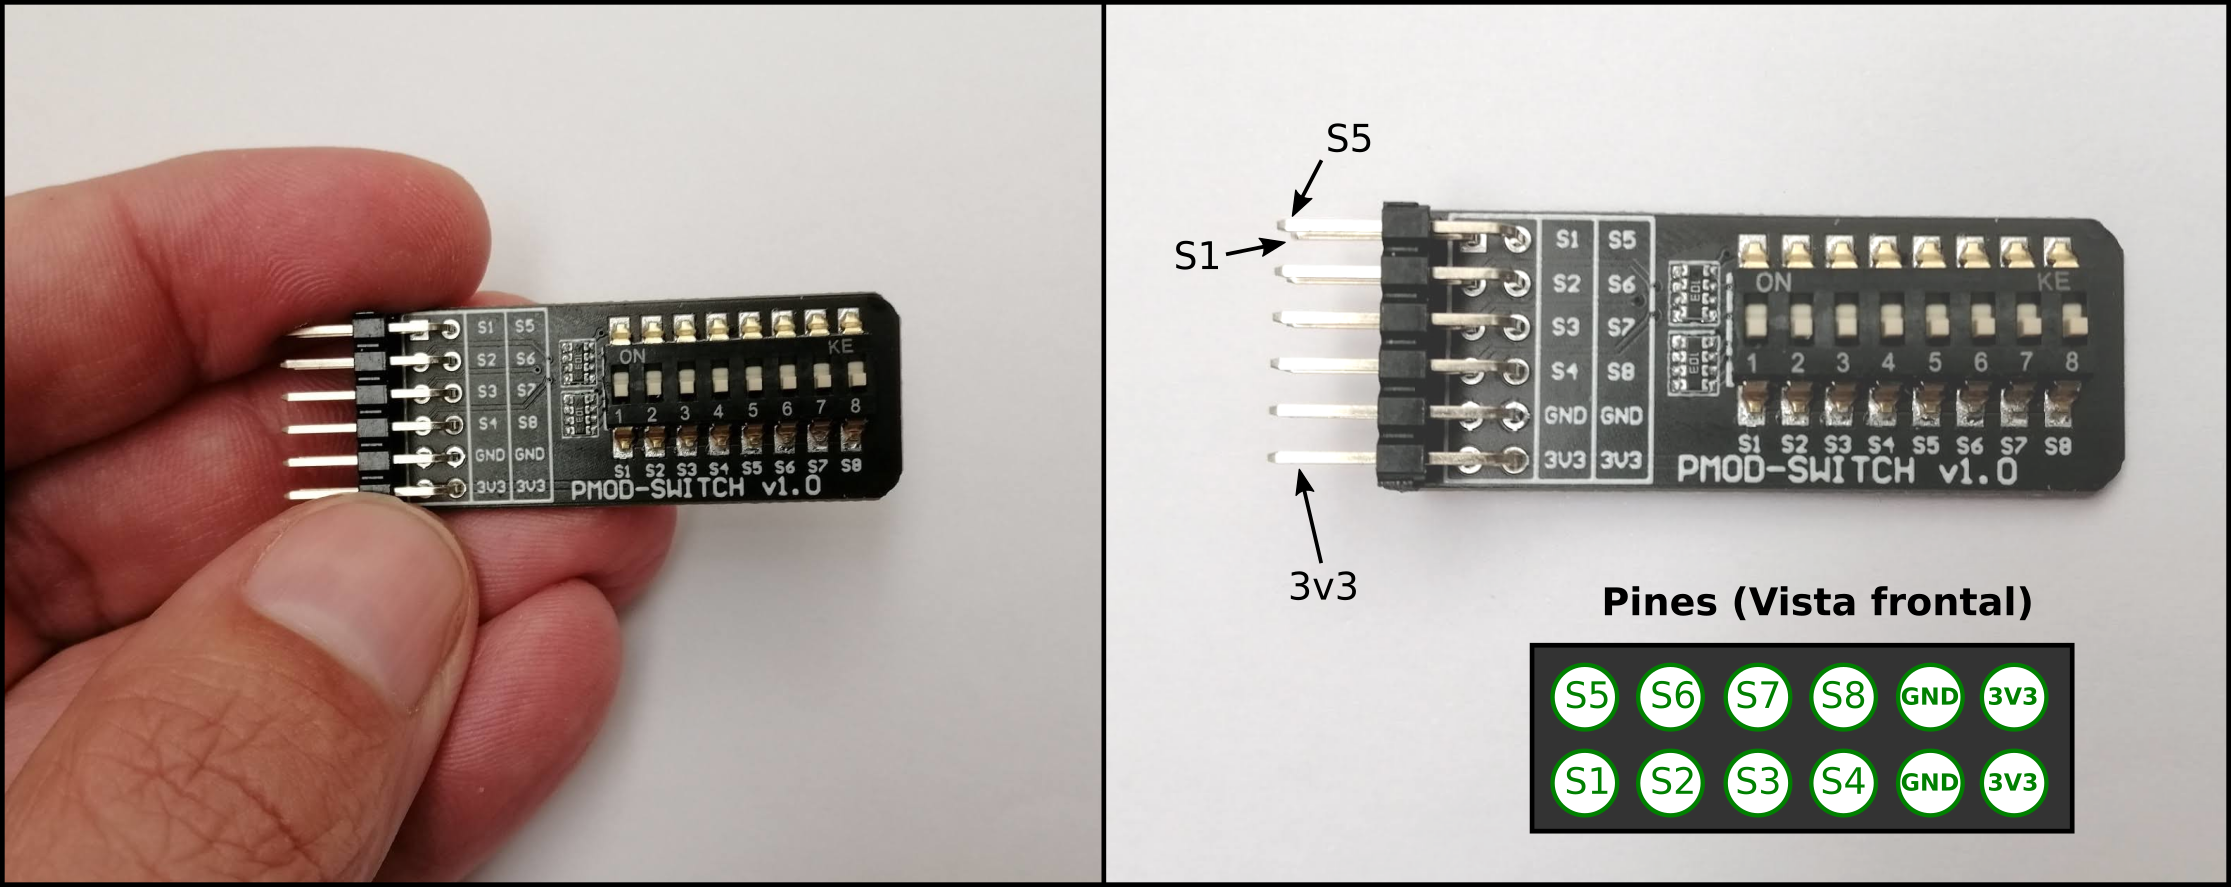 S1 S5
S2 S6
S3 S7
S4 S8
GND GND
3V3 3V3
ON KE
1 2 3 4 5 6 7 8
S1 S2 S3 S4 S5 S6 S7 S8
PMOD-SWITCH v1.0
S5
S1
3v3
S1 S5
S2 S6
S3 S7
S4 S8
GND GND
3V3 3V3
ON KE
1 2 3 4 5 6 7 8
S1 S2 S3 S4 S5 S6 S7 S8
PMOD-SWITCH v1.0
Pines (Vista frontal)
S5 S6 S7 S8 GND 3V3
S1 S2 S3 S4 GND 3V3